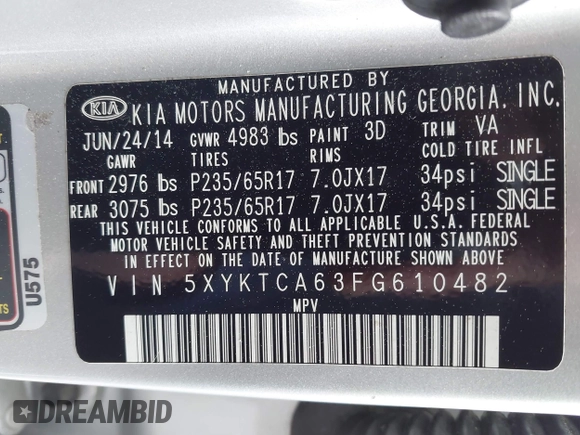 MANUFACTURED BY
KIA KIA MOTORS MANUFACTURING GEORGIA, INC.
JUN/24/14 GVWR 4983 lbs PAINT 3D TRIM VA
GAWR TIRES RIMS COLD TIRE INFL
FRONT 2976 lbs P235/65R17 7.0JX17 34psi SINGLE
REAR 3075 lbs P235/65R17 7.0JX17 34psi SINGLE
THIS VEHICLE CONFORMS TO ALL APPLICABLE U.S.A. FEDERAL
MOTOR VEHICLE SAFETY AND THEFT PREVENTION STANDARDS
IN EFFECT ON THE DATE OF MANUFACTURE SHOWN ABOVE
VIN 5XYKTCA63FG610482
MPV
U575
DREAMBID